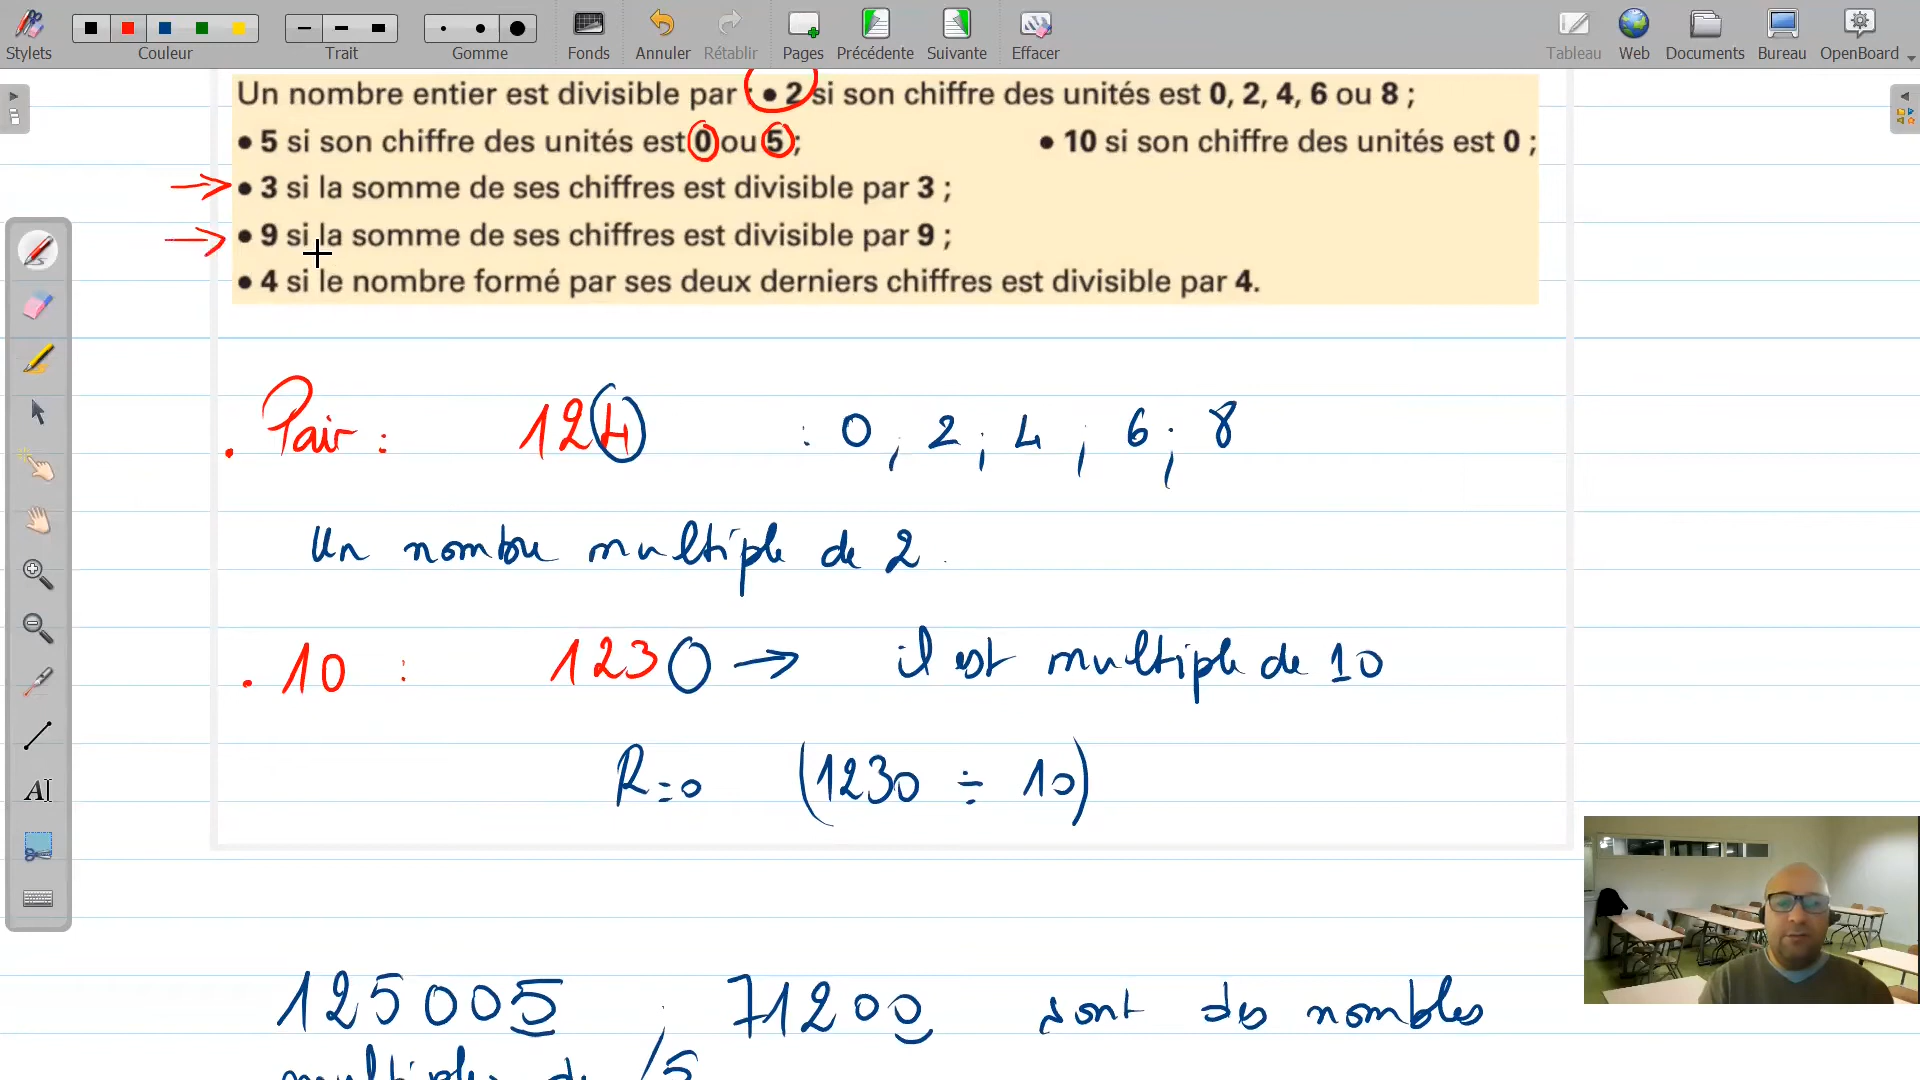 Stylets Couleur Trait Gomme Fonds Annuler Rétablir Pages Précédente Suivante Effacer Tableau Web Documents Bureau OpenBoard
Un nombre entier est divisible par : • 2 si son chiffre des unités est 0, 2, 4, 6 ou 8 ;
• 5 si son chiffre des unités est 0 ou 5 ; • 10 si son chiffre des unités est 0 ;
→ • 3 si la somme de ses chiffres est divisible par 3 ;
→ • 9 si la somme de ses chiffres est divisible par 9 ;
• 4 si le nombre formé par ses deux derniers chiffres est divisible par 4.
. Pair : 124 : 0 ; 2 ; 4 ; 6 ; 8
Un nombre multiple de 2.
. 10 : 1230 → il est multiple de 10
R=0 (1230 ÷ 10)
125005 ; 71200 sont des nombles
multiples de 5
AI